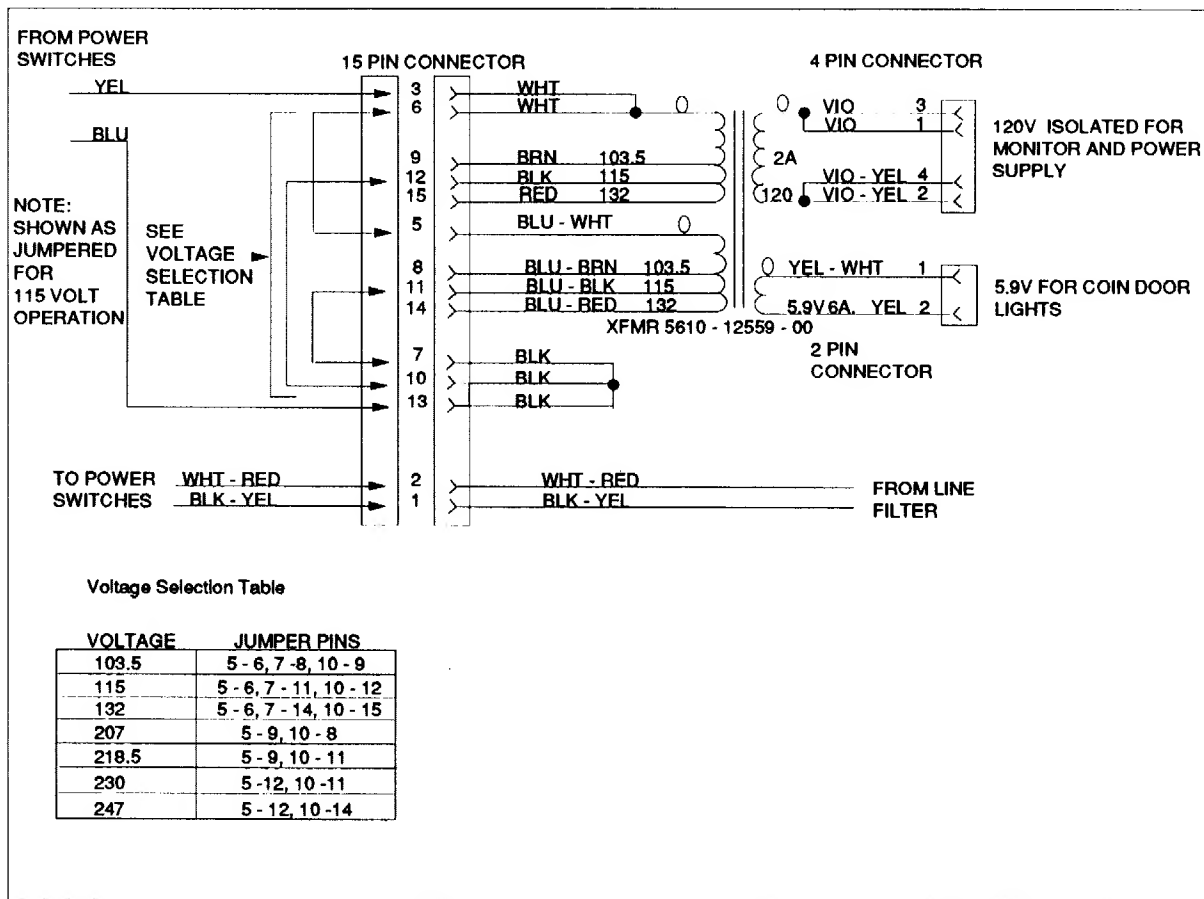 FROM POWER
SWITCHES
15 PIN CONNECTOR
4 PIN CONNECTOR
YEL
3
WHT
6
WHT
0
0
VIO 3
VIO 1
120V ISOLATED FOR
MONITOR AND POWER
SUPPLY
BLU
9
BRN 103.5
2A
12
BLK 115
VIO - YEL 4
15
RED 132
120
VIO - YEL 2
NOTE:
SHOWN AS
JUMPERED
FOR
115 VOLT
OPERATION
SEE
VOLTAGE
SELECTION
TABLE
5
BLU - WHT 0
8
BLU - BRN 103.5
0
YEL - WHT 1
11
BLU - BLK 115
14
BLU - RED 132
5.9V 6A. YEL 2
5.9V FOR COIN DOOR
LIGHTS
XFMR 5610 - 12559 - 00
2 PIN
CONNECTOR
7
BLK
10
BLK
13
BLK
TO POWER
SWITCHES
WHT - RED
2
WHT - RED
BLK - YEL
1
BLK - YEL
FROM LINE
FILTER
Voltage Selection Table
VOLTAGE JUMPER PINS
103.5 5 - 6, 7 -8, 10 - 9
115 5 - 6, 7 - 11, 10 - 12
132 5 - 6, 7 - 14, 10 - 15
207 5 - 9, 10 - 8
218.5 5 - 9, 10 - 11
230 5 -12, 10 -11
247 5 - 12, 10 -14